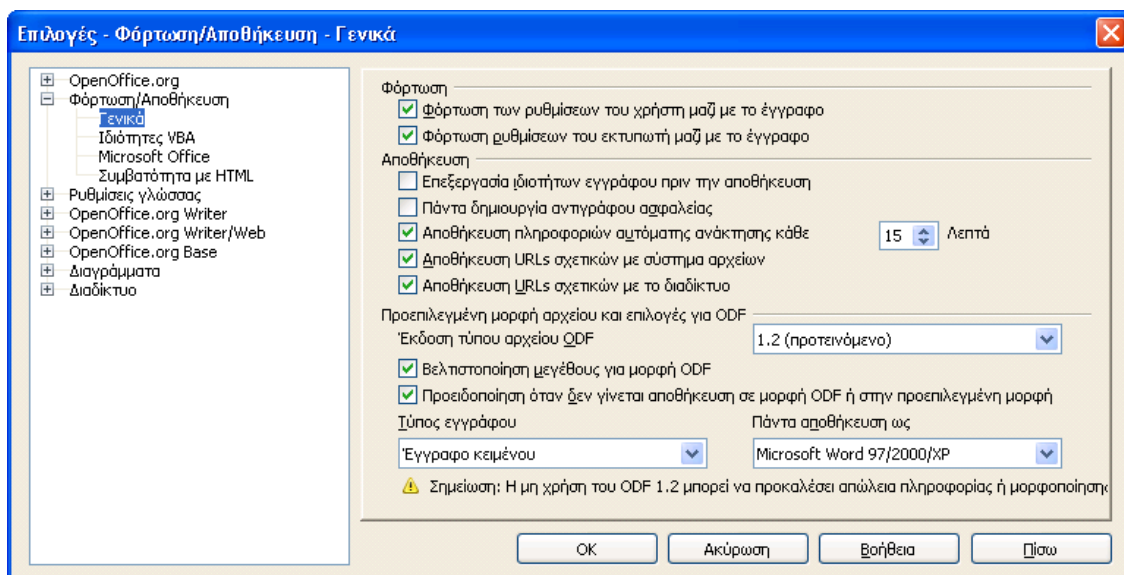 Επιλογές - Φόρτωση/Αποθήκευση - Γενικά
OpenOffice.org
Φόρτωση/Αποθήκευση
Γενικά
Ιδιότητες VBA
Microsoft Office
Συμβατότητα με HTML
Ρυθμίσεις γλώσσας
OpenOffice.org Writer
OpenOffice.org Writer/Web
OpenOffice.org Base
Διαγράμματα
Διαδίκτυο
Φόρτωση
Φόρτωση των ρυθμίσεων του χρήστη μαζί με το έγγραφο
Φόρτωση ρυθμίσεων του εκτυπωτή μαζί με το έγγραφο
Αποθήκευση
Επεξεργασία ιδιοτήτων εγγράφου πριν την αποθήκευση
Πάντα δημιουργία αντιγράφου ασφαλείας
Αποθήκευση πληροφοριών αυτόματης ανάκτησης κάθε 15 Λεπτά
Αποθήκευση URLs σχετικών με σύστημα αρχείων
Αποθήκευση URLs σχετικών με το διαδίκτυο
Προεπιλεγμένη μορφή αρχείου και επιλογές για ODF
Έκδοση τύπου αρχείου ODF 1.2 (προτεινόμενο)
Βελτιστοποίηση μεγέθους για μορφή ODF
Προειδοποίηση όταν δεν γίνεται αποθήκευση σε μορφή ODF ή στην προεπιλεγμένη μορφή
Τύπος εγγράφου Πάντα αποθήκευση ως
Έγγραφο κειμένου Microsoft Word 97/2000/XP
Σημείωση: Η μη χρήση του ODF 1.2 μπορεί να προκαλέσει απώλεια πληροφορίας ή μορφοποίησης
OK Ακύρωση Βοήθεια Πίσω